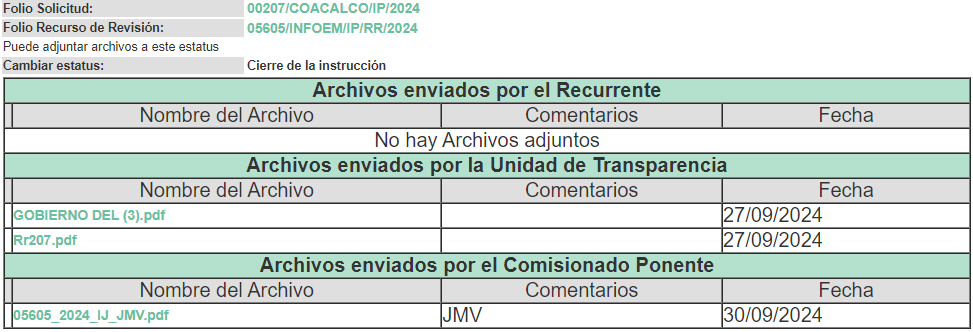 Folio Solicitud: 00207/COACALCO/IP/2024
Folio Recurso de Revisión: 05605/INFOEM/IP/RR/2024
Puede adjuntar archivos a este estatus
Cambiar estatus: Cierre de la instrucción
Archivos enviados por el Recurrente
Nombre del Archivo Comentarios Fecha
No hay Archivos adjuntos
Archivos enviados por la Unidad de Transparencia
Nombre del Archivo Comentarios Fecha
GOBIERNO DEL (3).pdf 27/09/2024
Rr207.pdf 27/09/2024
Archivos enviados por el Comisionado Ponente
Nombre del Archivo Comentarios Fecha
05605_2024_IJ_JMV.pdf JMV 30/09/2024